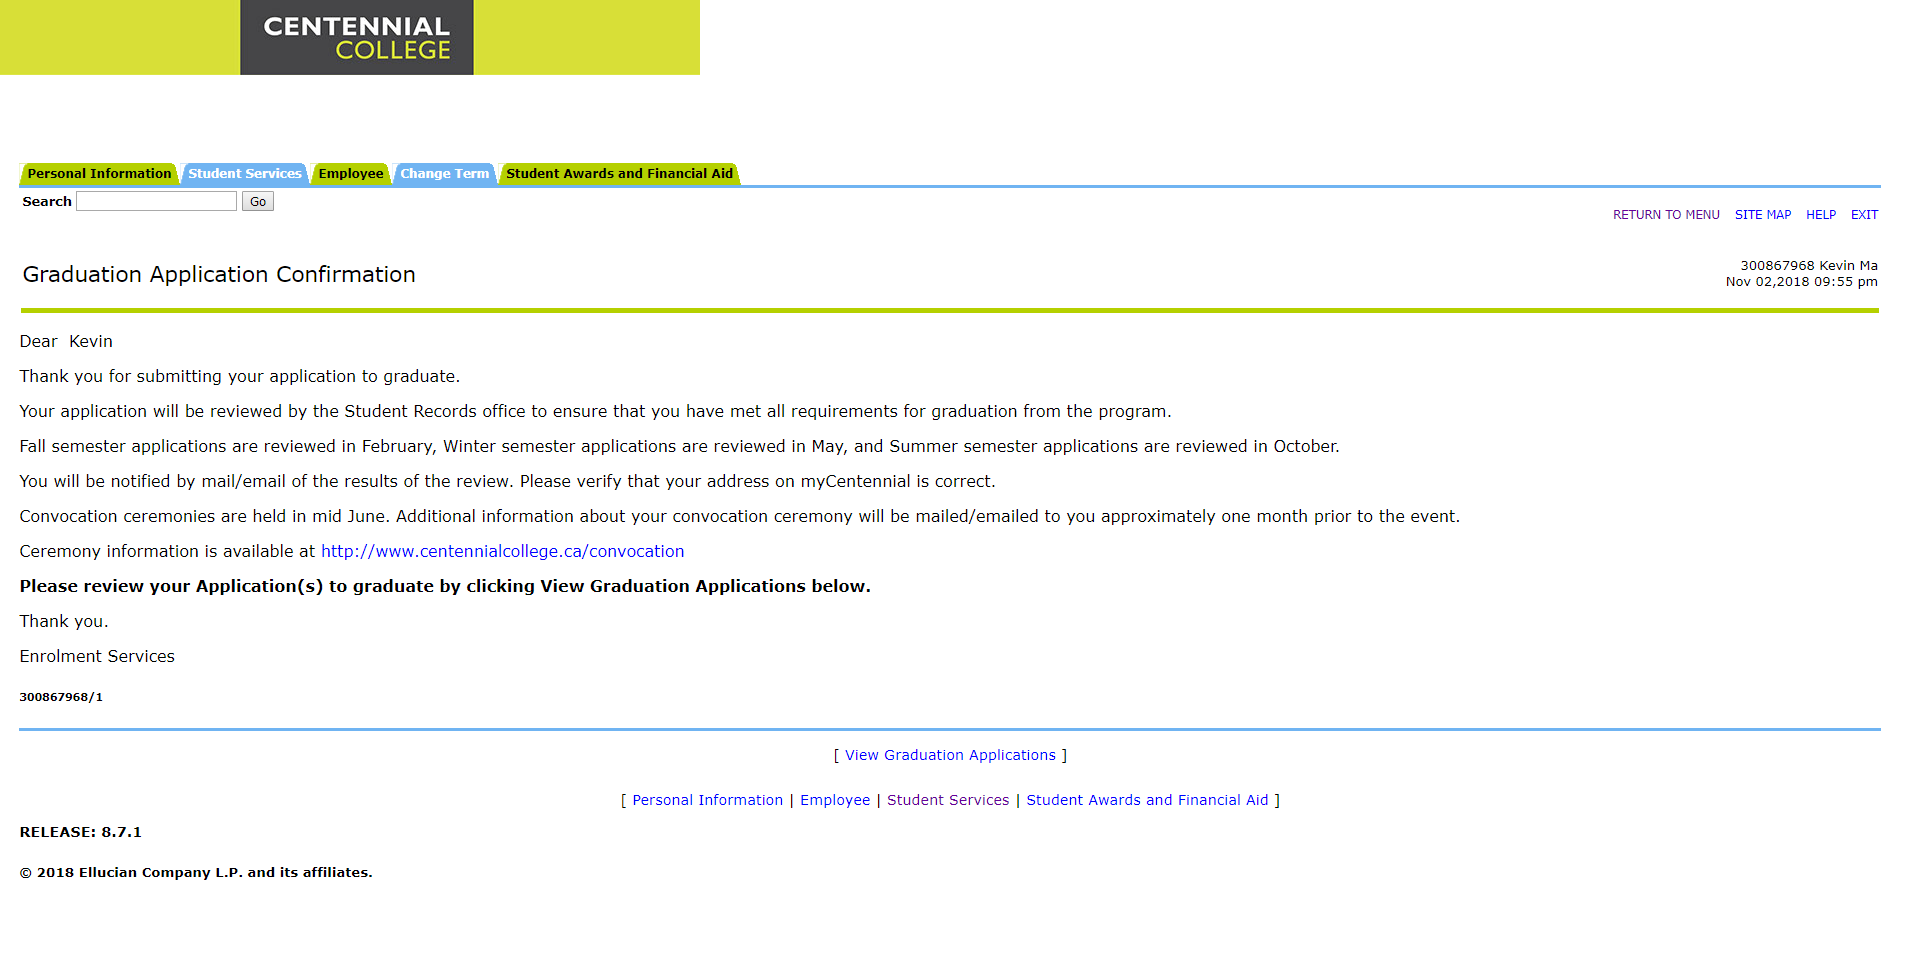 CENTENNIAL
COLLEGE
Personal Information Student Services Employee Change Term Student Awards and Financial Aid
Search Go
RETURN TO MENU SITE MAP HELP EXIT
Graduation Application Confirmation
300867968 Kevin Ma
Nov 02,2018 09:55 pm
Dear Kevin
Thank you for submitting your application to graduate.
Your application will be reviewed by the Student Records office to ensure that you have met all requirements for graduation from the program.
Fall semester applications are reviewed in February, Winter semester applications are reviewed in May, and Summer semester applications are reviewed in October.
You will be notified by mail/email of the results of the review. Please verify that your address on myCentennial is correct.
Convocation ceremonies are held in mid June. Additional information about your convocation ceremony will be mailed/emailed to you approximately one month prior to the event.
Ceremony information is available at http://www.centennialcollege.ca/convocation
Please review your Application(s) to graduate by clicking View Graduation Applications below.
Thank you.
Enrolment Services
300867968/1
[ View Graduation Applications ]
[ Personal Information | Employee | Student Services | Student Awards and Financial Aid ]
RELEASE: 8.7.1
© 2018 Ellucian Company L.P. and its affiliates.